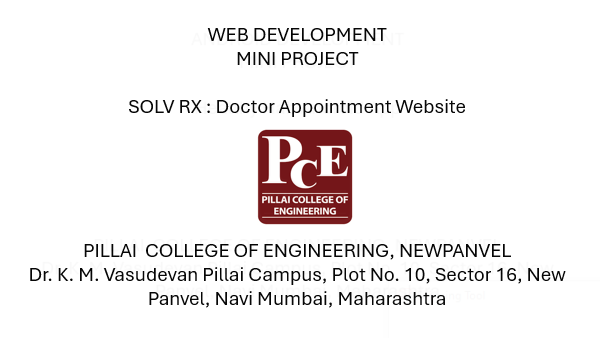 WEB DEVELOPMENT
MINI PROJECT
SOLV RX : Doctor Appointment Website
PCE
PILLAI COLLEGE OF
ENGINEERING
PILLAI  COLLEGE OF ENGINEERING, NEWPANVEL
Dr. K. M. Vasudevan Pillai Campus, Plot No. 10, Sector 16, New
Panvel, Navi Mumbai, Maharashtra